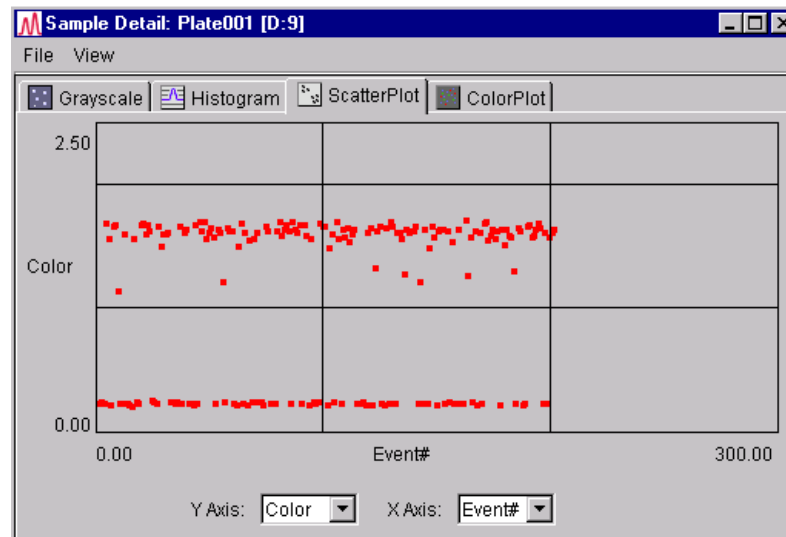 Sample Detail: Plate001 [D:9]
File View
Grayscale Histogram ScatterPlot ColorPlot
2.50
Color
0.00
0.00 Event# 300.00
Y Axis: Color X Axis: Event#